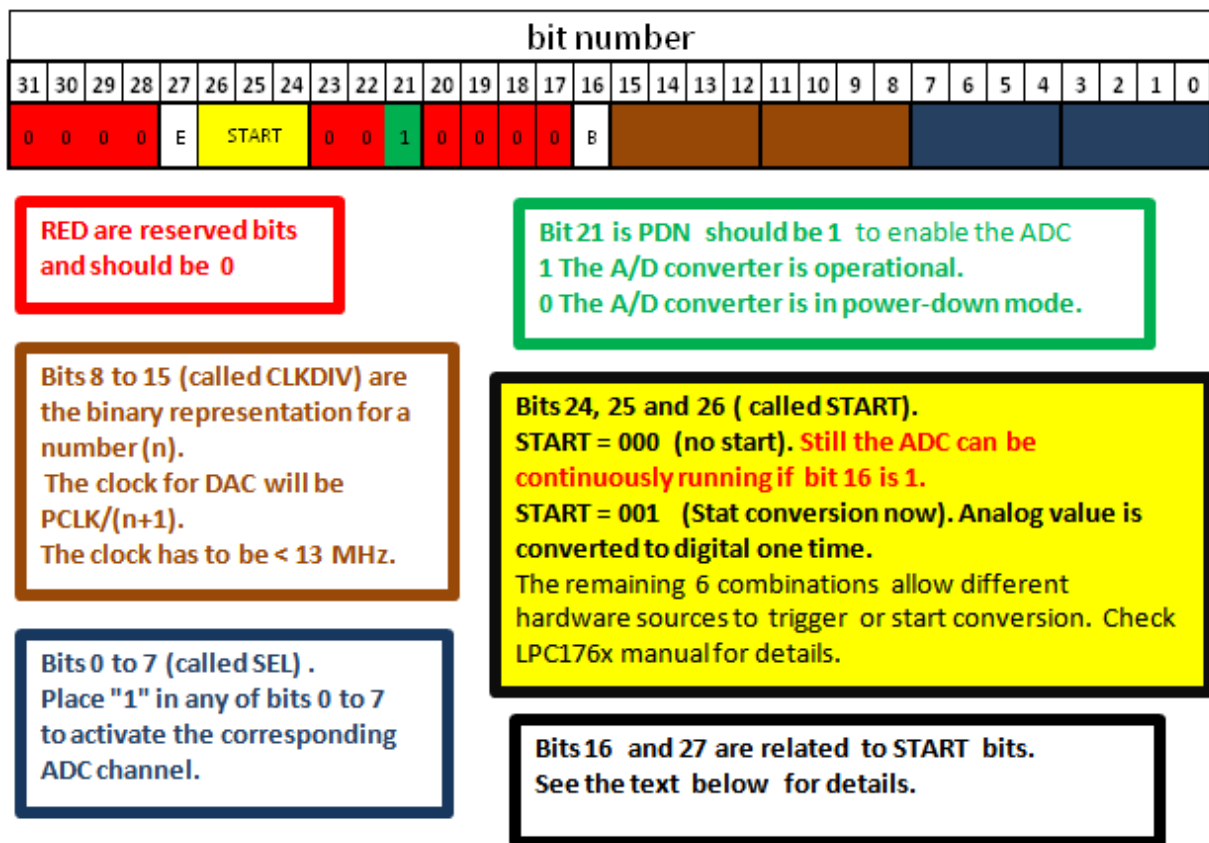 bit number
31 30 29 28 27 26 25 24 23 22 21 20 19 18 17 16 15 14 13 12 11 10 9 8 7 6 5 4 3 2 1 0
0 0 0 0 E START 0 0 1 0 0 0 0 B
RED are reserved bits
and should be 0
Bit 21 is PDN should be 1 to enable the ADC
1 The A/D converter is operational.
0 The A/D converter is in power-down mode.
Bits 8 to 15 (called CLKDIV) are
the binary representation for a
number (n).
The clock for DAC will be
PCLK/(n+1).
The clock has to be < 13 MHz.
Bits 24, 25 and 26 ( called START).
START = 000 (no start). Still the ADC can be
continuously running if bit 16 is 1.
START = 001 (Stat conversion now). Analog value is
converted to digital one time.
The remaining 6 combinations allow different
hardware sources to trigger or start conversion. Check
LPC176x manual for details.
Bits 0 to 7 (called SEL) .
Place "1" in any of bits 0 to 7
to activate the corresponding
ADC channel.
Bits 16 and 27 are related to START bits.
See the text below for details.